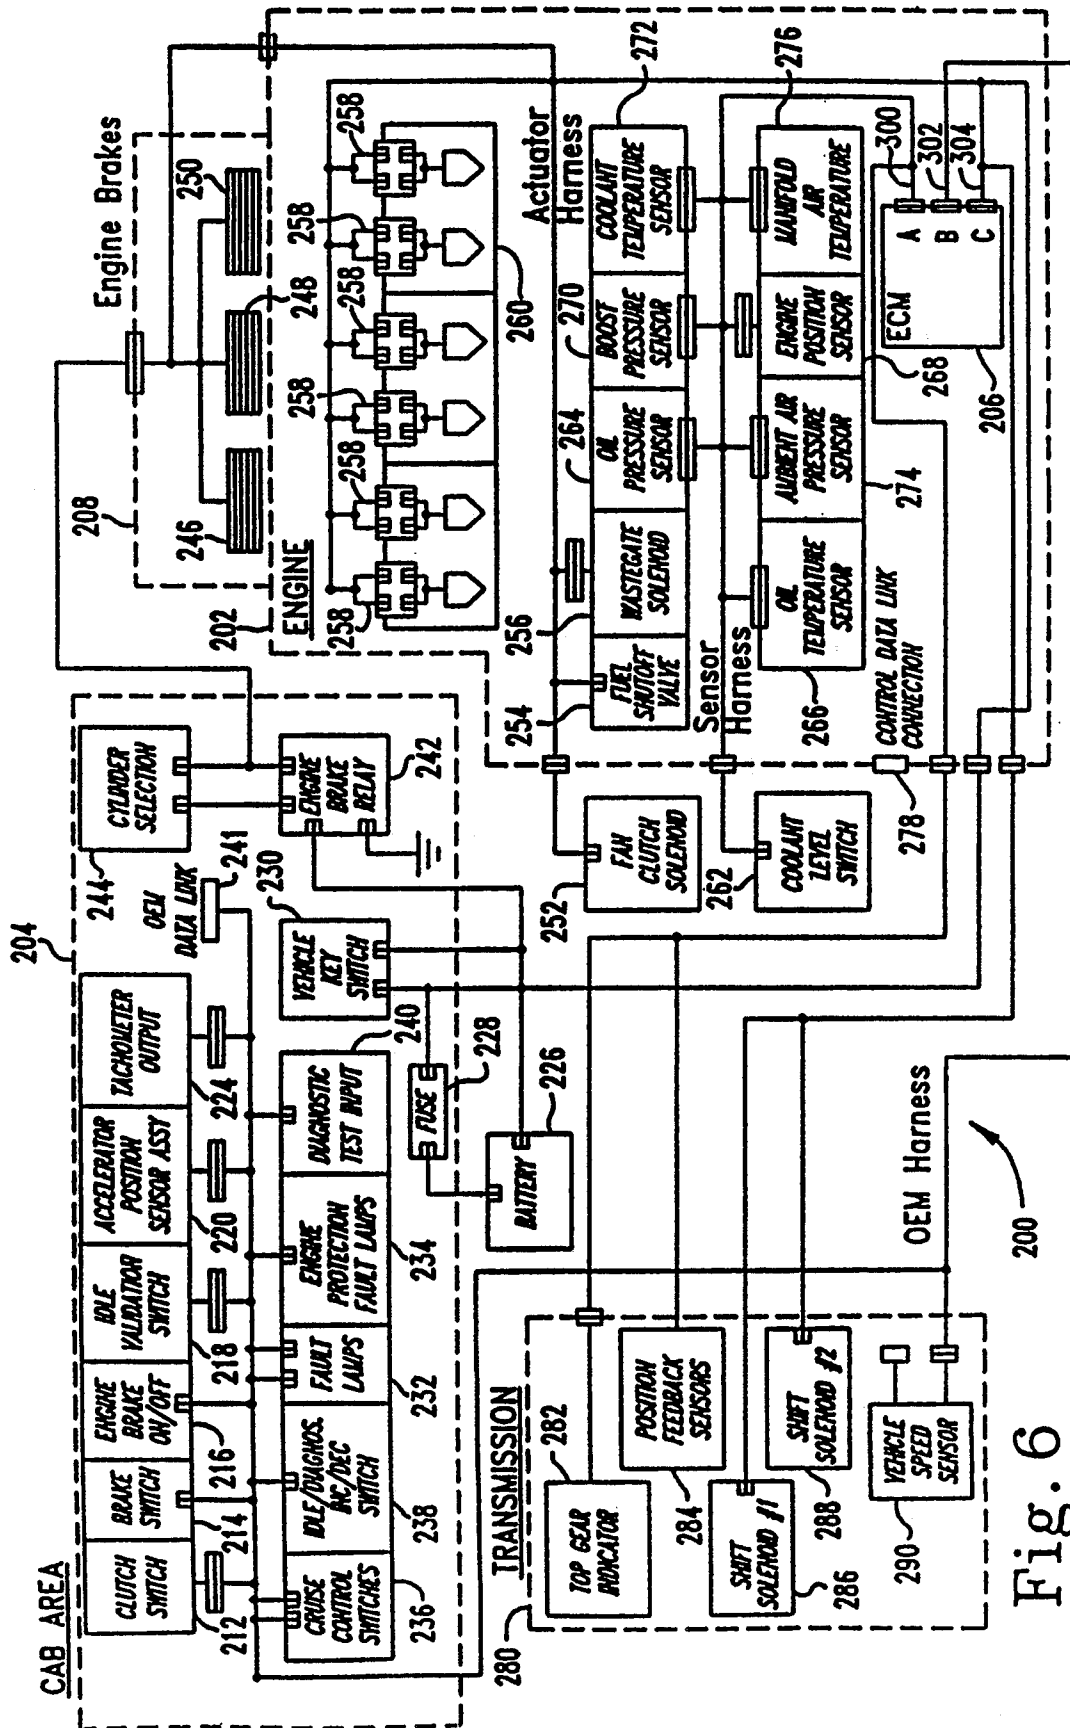 CAB AREA
204
CLUTCH
SWITCH
212
BRAKE
SWITCH
214
ENGINE
BRAKE
ON/OFF
216
IDLE
VALIDATION
SWITCH
218
ACCELERATOR
POSITION
SENSOR ASSY
220
TACHOMETER
OUTPUT
224
OEM
DATA LINK
241
CYLINDER
SELECTION
244
CRUISE
CONTROL
SWITCHES
236
IDLE/DIAGNOS.
INC/DEC
SWITCH
238
FAULT
LAMPS
232
ENGINE
PROTECTION
FAULT LAMPS
234
DIAGNOSTIC
TEST INPUT
240
VEHICLE
KEY
SWITCH
230
ENGINE
BRAKE
RELAY
242
FUSE
228
BATTERY
226
208
Engine Brakes
246
248
250
202
ENGINE
258
258
258
258
258
258
260
Actuator
Harness
FUEL
SHUTOFF
VALVE
254
WASTEGATE
SOLENOID
256
OIL
PRESSURE
SENSOR
264
BOOST
PRESSURE
SENSOR
270
COOLANT
TEMPERATURE
SENSOR
272
Sensor
Harness
OIL
TEMPERATURE
SENSOR
266
AMBIENT AIR
PRESSURE
SENSOR
274
ENGINE
POSITION
SENSOR
268
MANIFOLD
AIR
TEMPERATURE
276
CONTROL DATA LINK
CONNECTION
278
ECM
A
B
C
206
300
302
304
FAN
CLUTCH
SOLENOID
252
COOLANT
LEVEL
SWITCH
262
TRANSMISSION
280
TOP GEAR
INDICATOR
282
POSITION
FEEDBACK
SENSORS
284
SHIFT
SOLENOID #1
286
SHIFT
SOLENOID #2
288
VEHICLE
SPEED
SENSOR
290
OEM Harness
200
Fig. 6